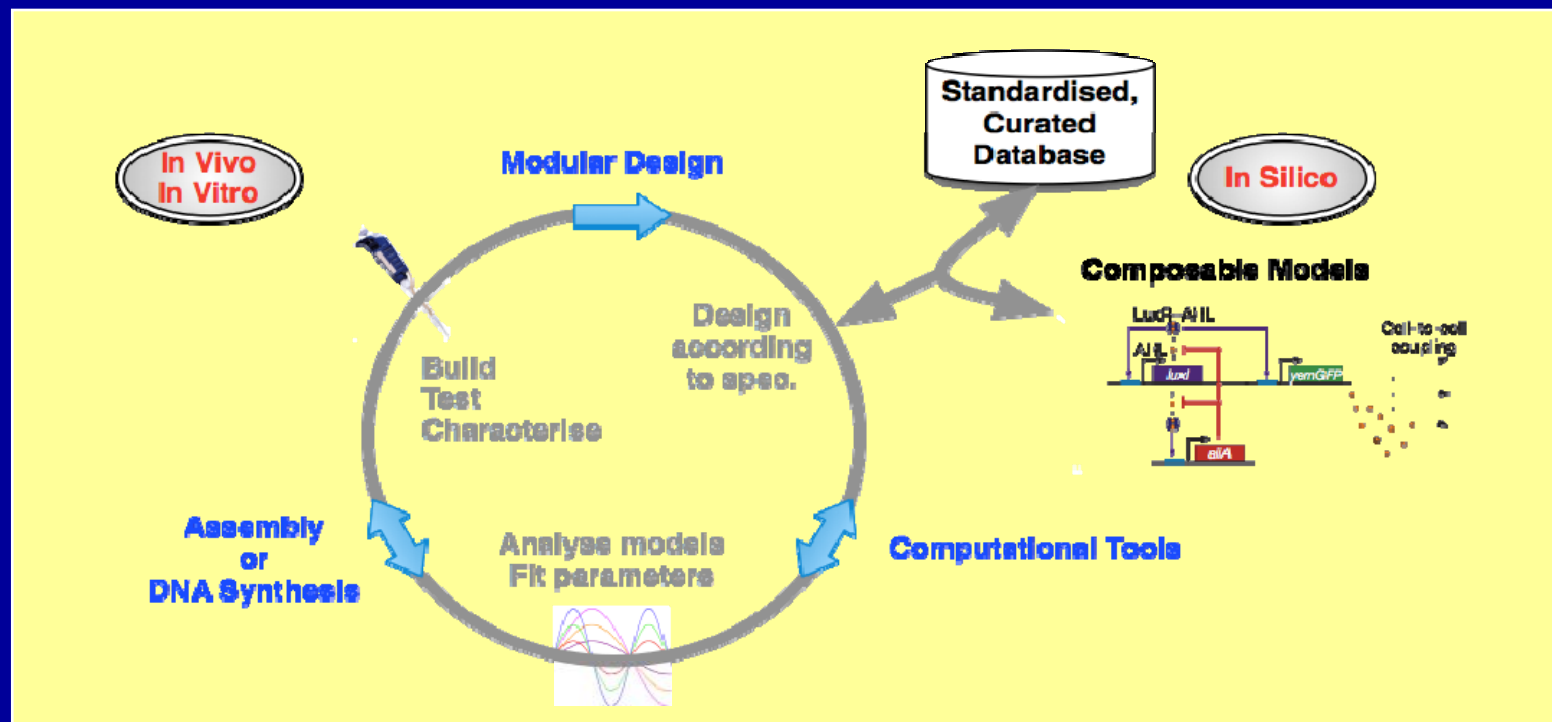 Standardised,
Curated
Database
In Vivo
In Vitro
Modular Design
In Silico
Composable Models
Design
according
to spec.
LuxR-AHL
AHL
Cell-to-cell
coupling
luxI
yemGFP
aiiA
Build
Test
Characterise
Assembly
or
DNA Synthesis
Analyse models
Fit parameters
Computational Tools